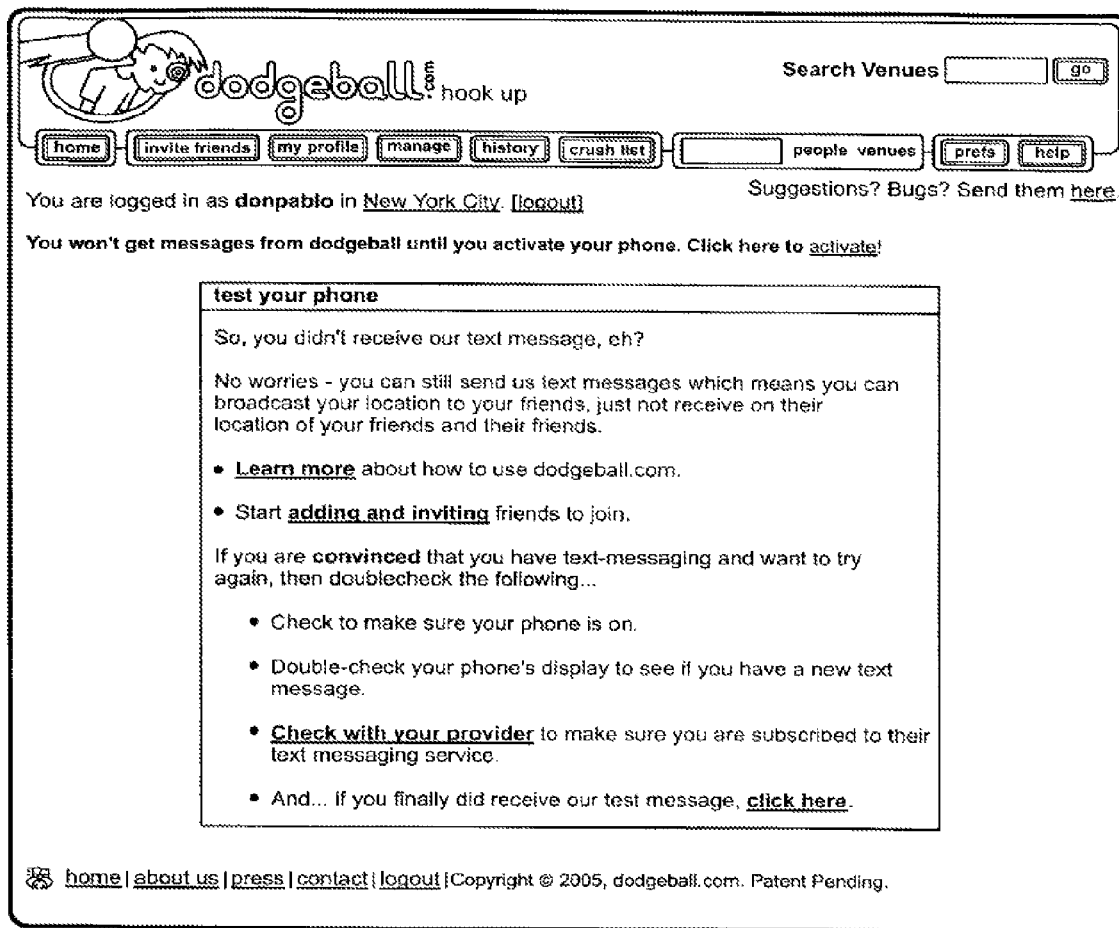 dodgeball.com hook up
Search Venues go
home invite friends my profile manage history crush list people venues prefs help
You are logged in as donpablo in New York City. [logout]
Suggestions? Bugs? Send them here.
You won't get messages from dodgeball until you activate your phone. Click here to activate!
test your phone
So, you didn't receive our text message, eh?
No worries - you can still send us text messages which means you can
broadcast your location to your friends, just not receive on their
location of your friends and their friends.
• Learn more about how to use dodgeball.com.
• Start adding and inviting friends to join.
If you are convinced that you have text-messaging and want to try
again, then doublecheck the following...
• Check to make sure your phone is on.
• Double-check your phone's display to see if you have a new text
message.
• Check with your provider to make sure you are subscribed to their
text messaging service.
• And... if you finally did receive our test message, click here.
home | about us | press | contact | logout | Copyright © 2005, dodgeball.com. Patent Pending.